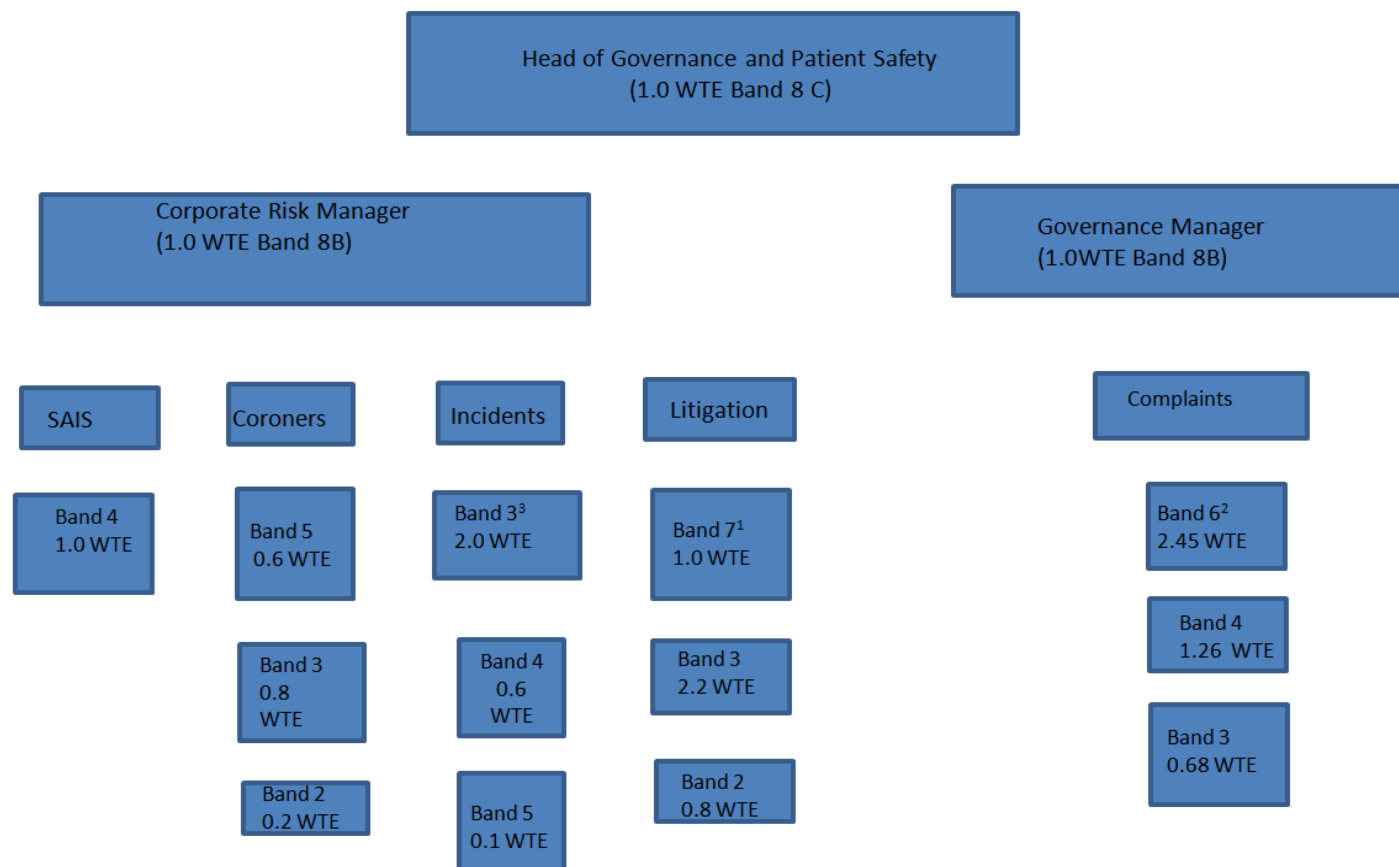 Head of Governance and Patient Safety
(1.0 WTE Band 8 C)
Corporate Risk Manager
(1.0 WTE Band 8B)
Governance Manager
(1.0WTE Band 8B)
SAIS
Coroners
Incidents
Litigation
Complaints
Band 4
1.0 WTE
Band 5
0.6 WTE
Band 3³
2.0 WTE
Band 7¹
1.0 WTE
Band 6²
2.45 WTE
Band 3
0.8
WTE
Band 4
0.6
WTE
Band 3
2.2 WTE
Band 4
1.26 WTE
Band 2
0.2 WTE
Band 5
0.1 WTE
Band 2
0.8 WTE
Band 3
0.68 WTE